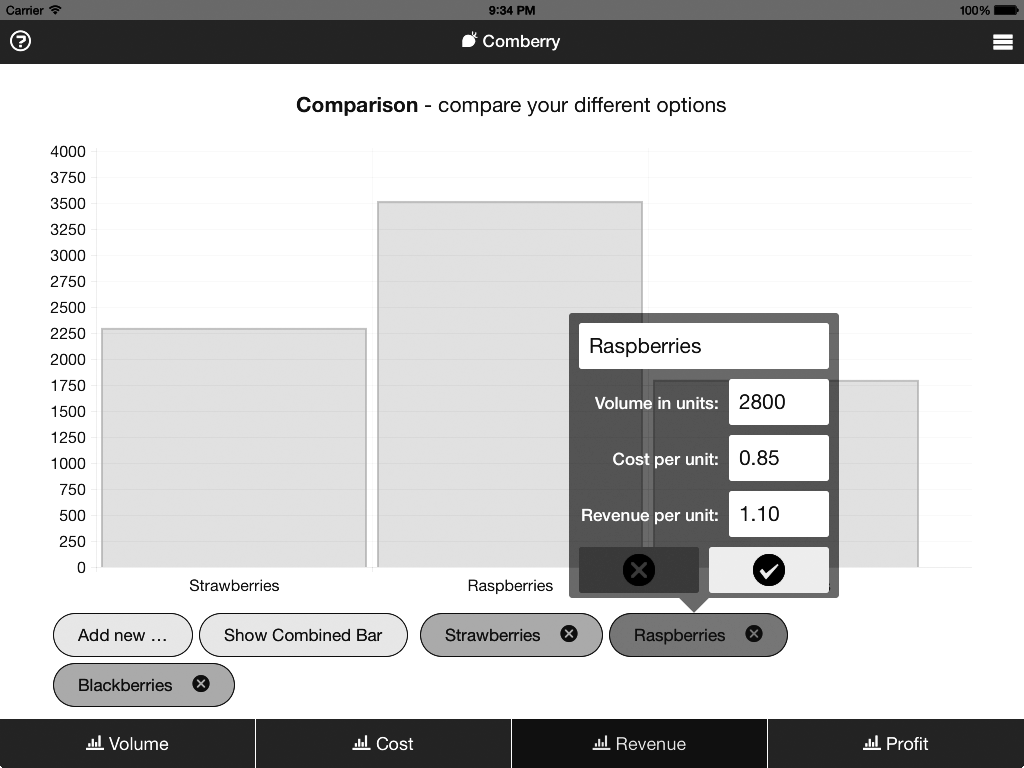 Carrier 9:34 PM 100%
Comberry
Comparison - compare your different options
4000
3750
3500
3250
3000
2750
2500
2250
2000
1750
1500
1250
1000
750
500
250
0
Raspberries
Volume in units: 2800
Cost per unit: 0.85
Revenue per unit: 1.10
Strawberries Raspberries
Add new ... Show Combined Bar Strawberries Raspberries
Blackberries
Volume Cost Revenue Profit